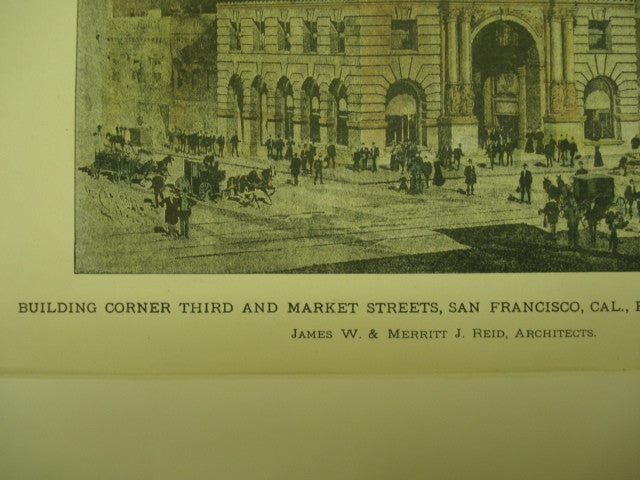 BUILDING CORNER THIRD AND MARKET STREETS, SAN FRANCISCO, CAL.,
JAMES W. & MERRITT J. REID, ARCHITECTS.